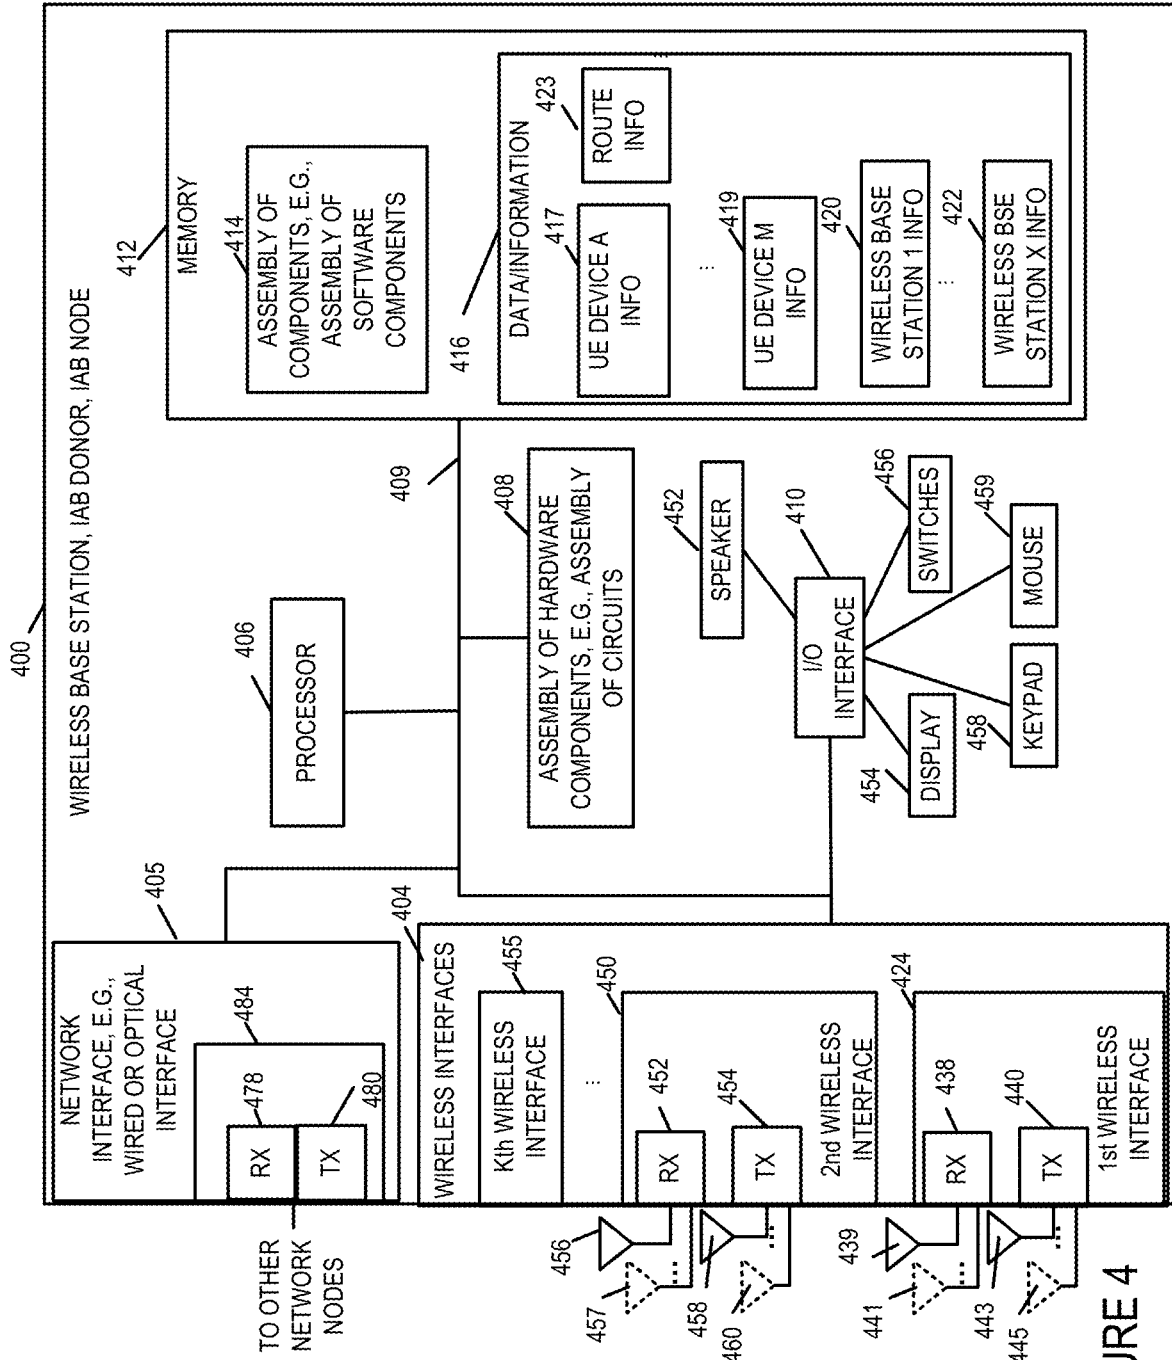 400
WIRELESS BASE STATION, IAB DONOR, IAB NODE
405
NETWORK
INTERFACE, E.G.,
WIRED OR OPTICAL
INTERFACE
484
478
RX
TX
480
TO OTHER
NETWORK
NODES
404
WIRELESS INTERFACES
455
Kth WIRELESS
INTERFACE
...
450
452
RX
454
TX
2nd WIRELESS
INTERFACE
456
457
...
458
...
460
424
438
RX
440
TX
1st WIRELESS
INTERFACE
439
441
...
443
...
445
406
PROCESSOR
409
408
ASSEMBLY OF HARDWARE
COMPONENTS, E.G., ASSEMBLY
OF CIRCUITS
452
SPEAKER
410
I/O
INTERFACE
456
SWITCHES
454
DISPLAY
458
KEYPAD
459
MOUSE
412
MEMORY
414
ASSEMBLY OF
COMPONENTS, E.G.,
ASSEMBLY OF
SOFTWARE
COMPONENTS
416
DATA/INFORMATION
417
UE DEVICE A
INFO
423
ROUTE
INFO
...
...
419
UE DEVICE M
INFO
420
WIRELESS BASE
STATION 1 INFO
...
422
WIRELESS BSE
STATION X INFO
URE 4